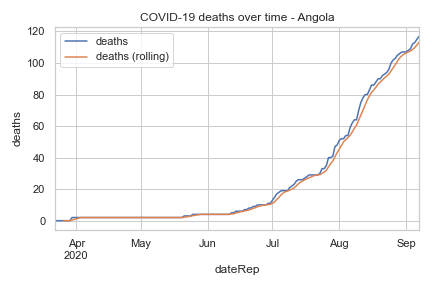 COVID-19 deaths over time - Angola
deaths
deaths (rolling)
deaths
120
100
80
60
40
20
0
Apr May Jun Jul Aug Sep
2020
dateRep